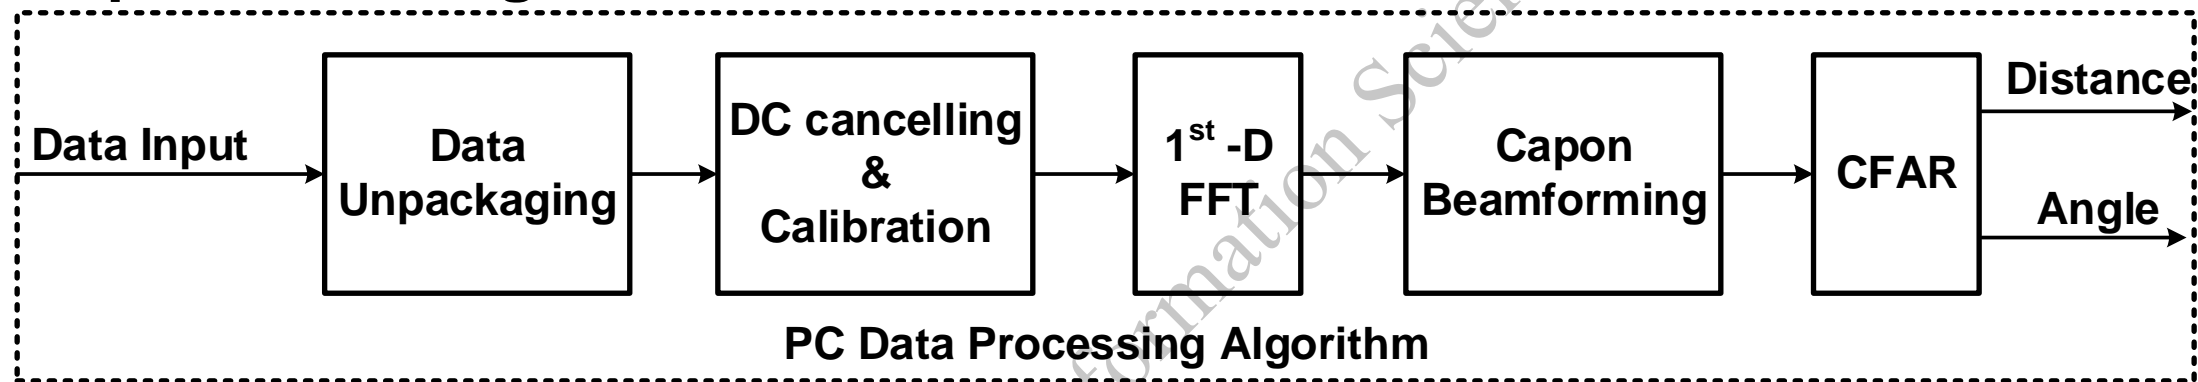 Data Input
Data
Unpackaging
DC cancelling
&
Calibration
1st -D
FFT
Capon
Beamforming
CFAR
Distance
Angle
PC Data Processing Algorithm